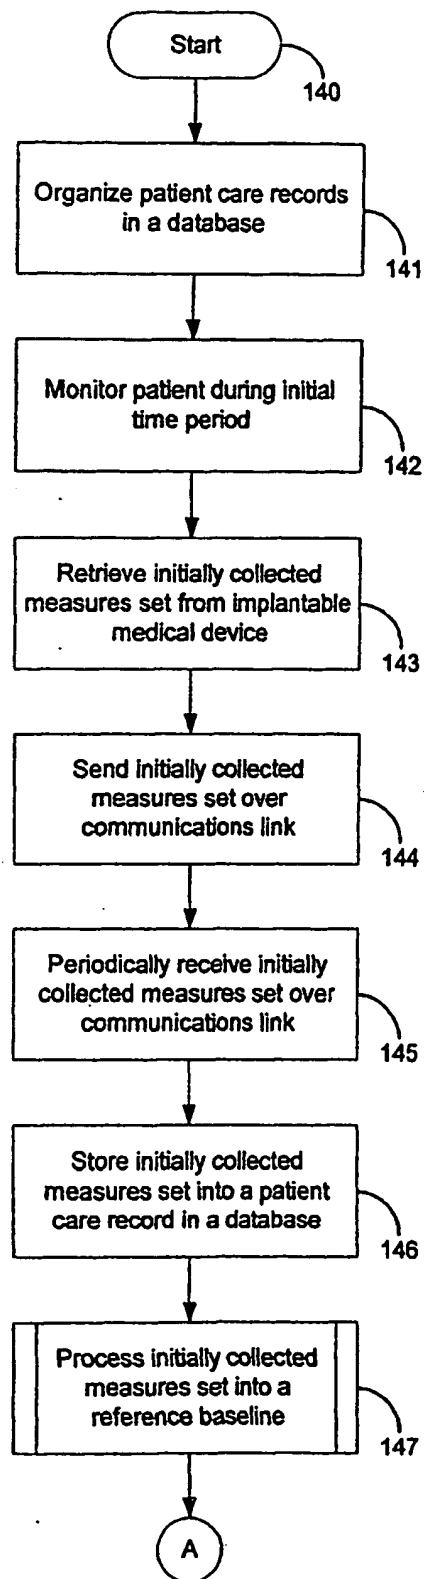 Start
140
Organize patient care records
in a database
141
Monitor patient during initial
time period
142
Retrieve initially collected
measures set from implantable
medical device
143
Send initially collected
measures set over
communications link
144
Periodically receive initially
collected measures set over
communications link
145
Store initially collected
measures set into a patient
care record in a database
146
Process initially collected
measures set into a
reference baseline
147
A